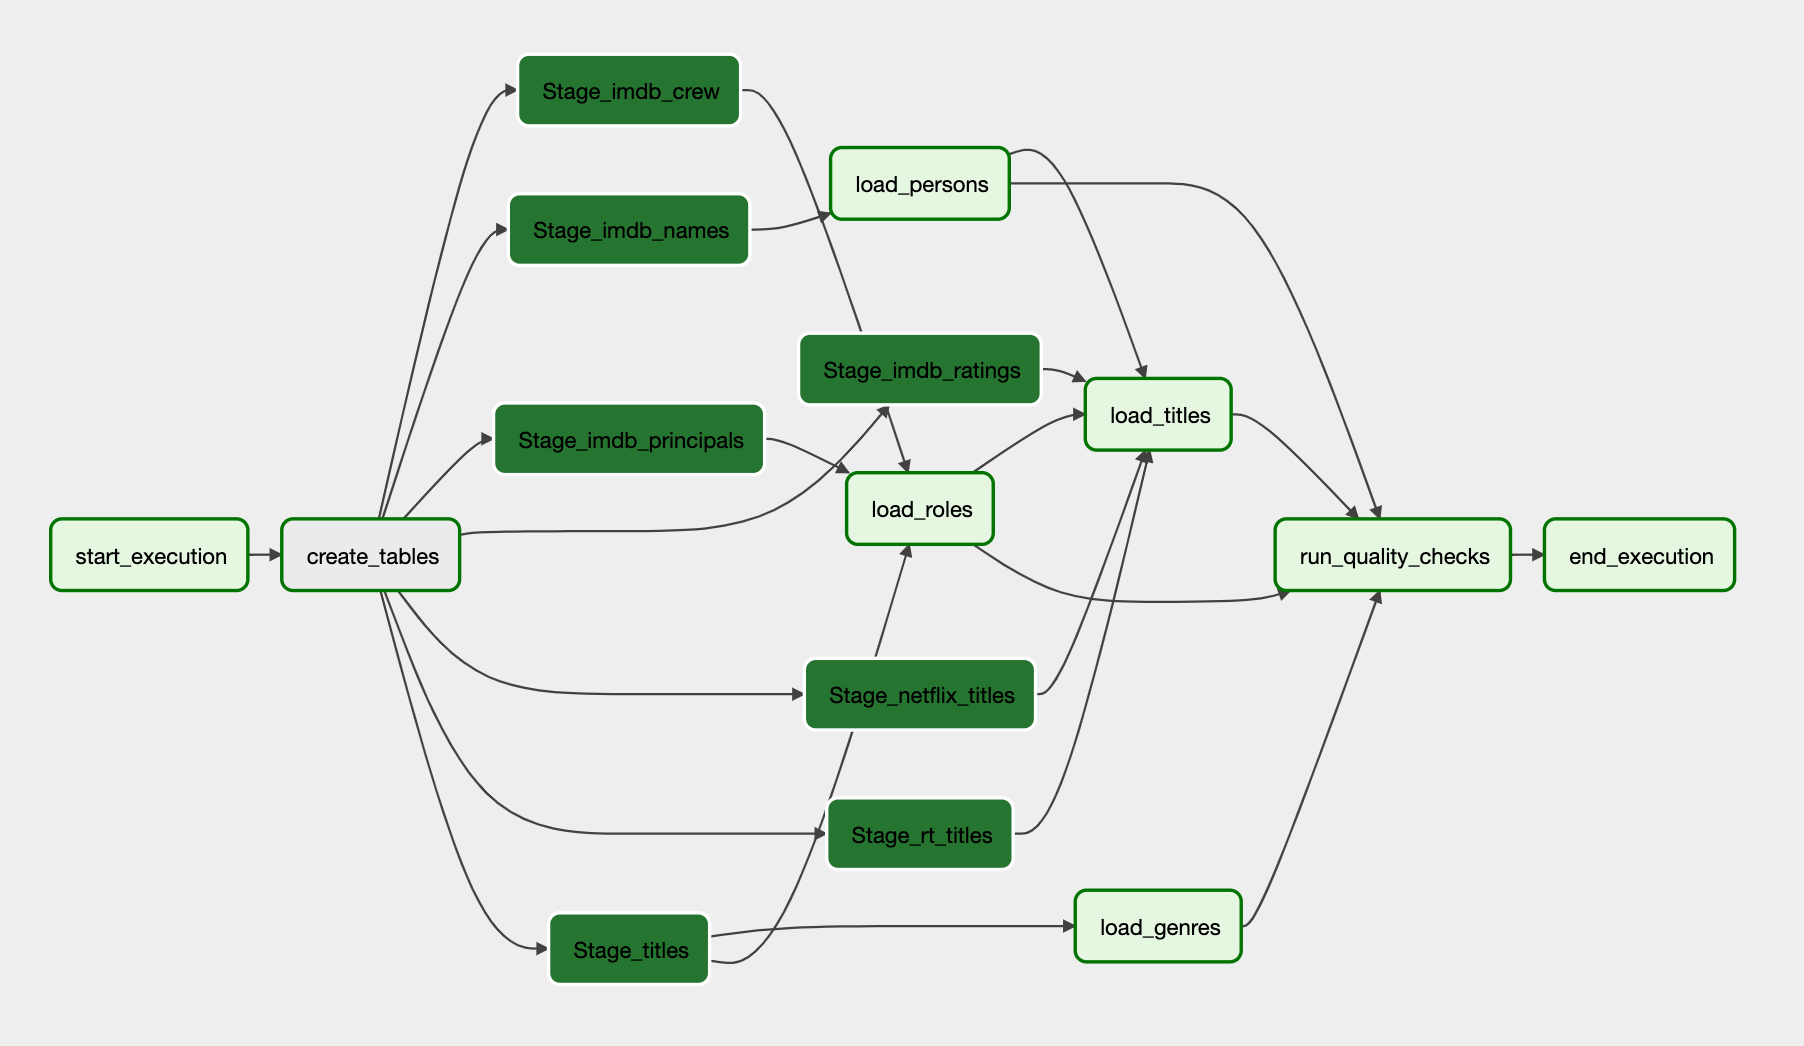 Stage_imdb_crew
load_persons
Stage_imdb_names
Stage_imdb_ratings
load_titles
Stage_imdb_principals
load_roles
start_execution
create_tables
run_quality_checks
end_execution
Stage_netflix_titles
Stage_rt_titles
load_genres
Stage_titles